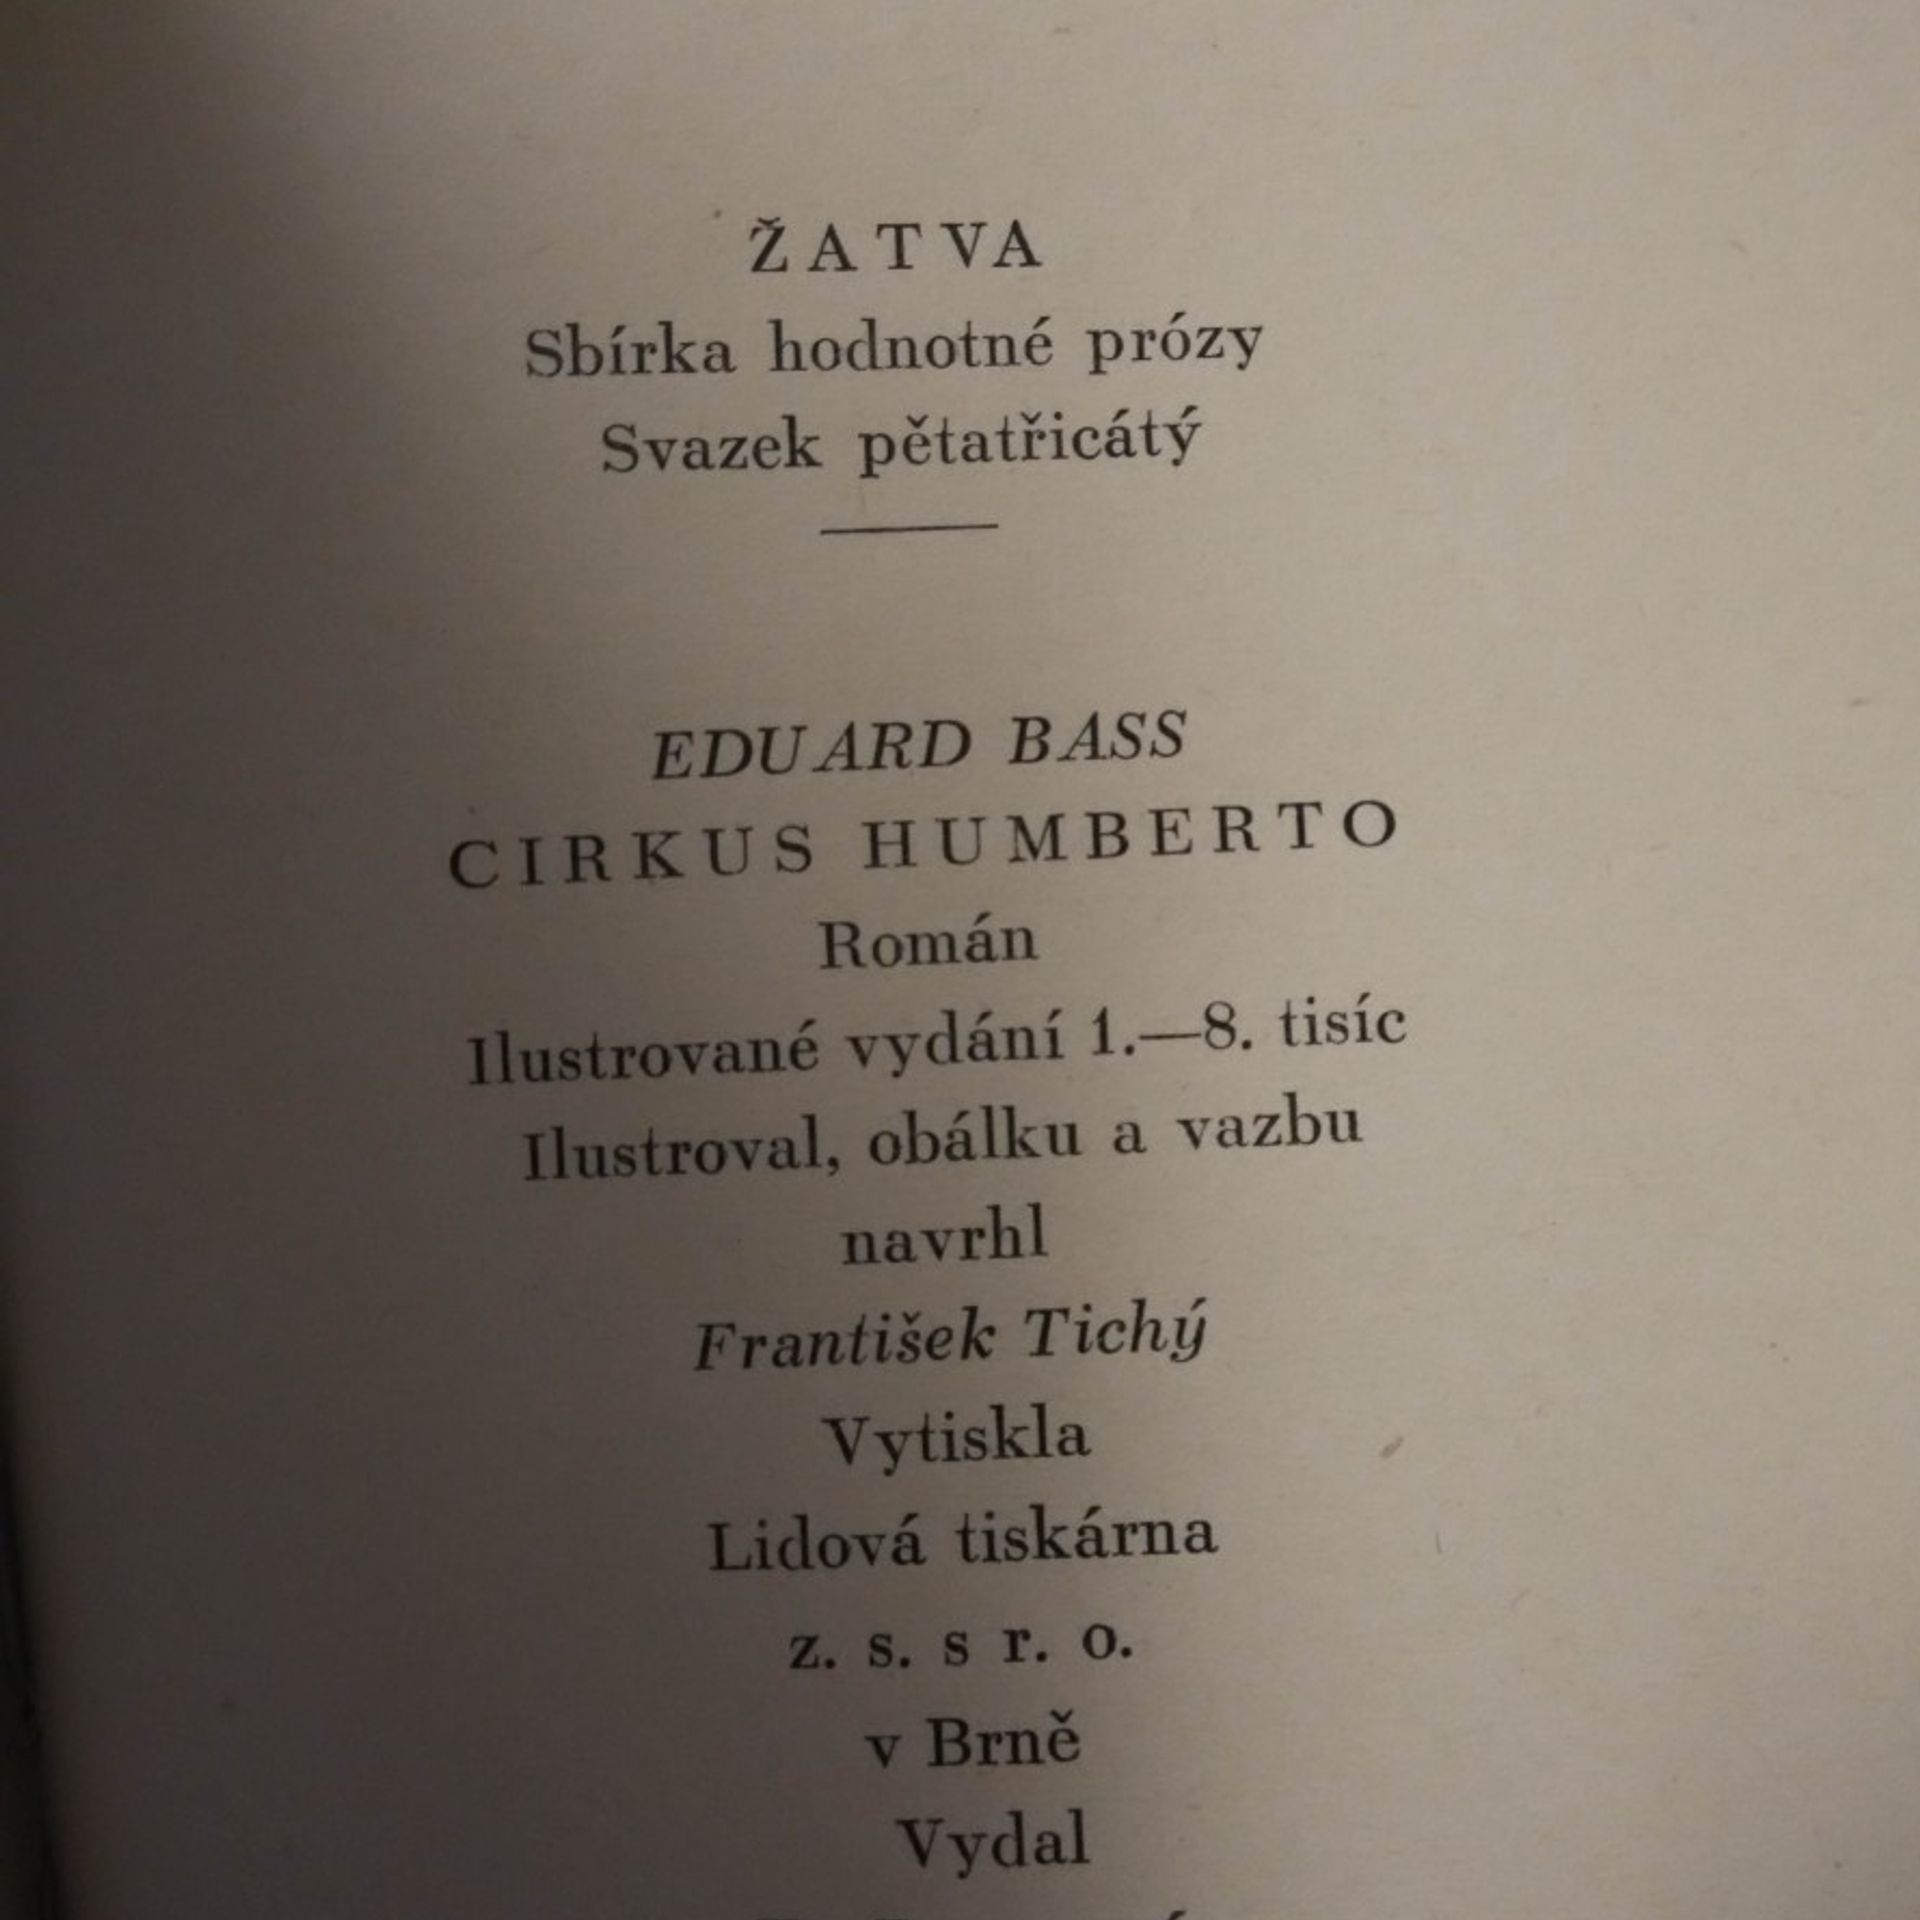 ŽATVA
Sbírka hodnotné prózy
Svazek pětatřicátý
EDUARD BASS
CIRKUS HUMBERTO
Román
Ilustrované vydání 1.—8. tisíc
Ilustroval, obálku a vazbu
navrhl
František Tichý
Vytiskla
Lidová tiskárna
z. s. s r. o.
v Brně
Vydal